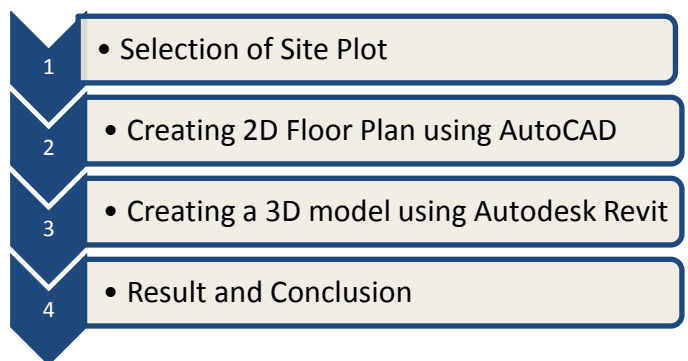 1 • Selection of Site Plot
2 • Creating 2D Floor Plan using AutoCAD
3 • Creating a 3D model using Autodesk Revit
4 • Result and Conclusion